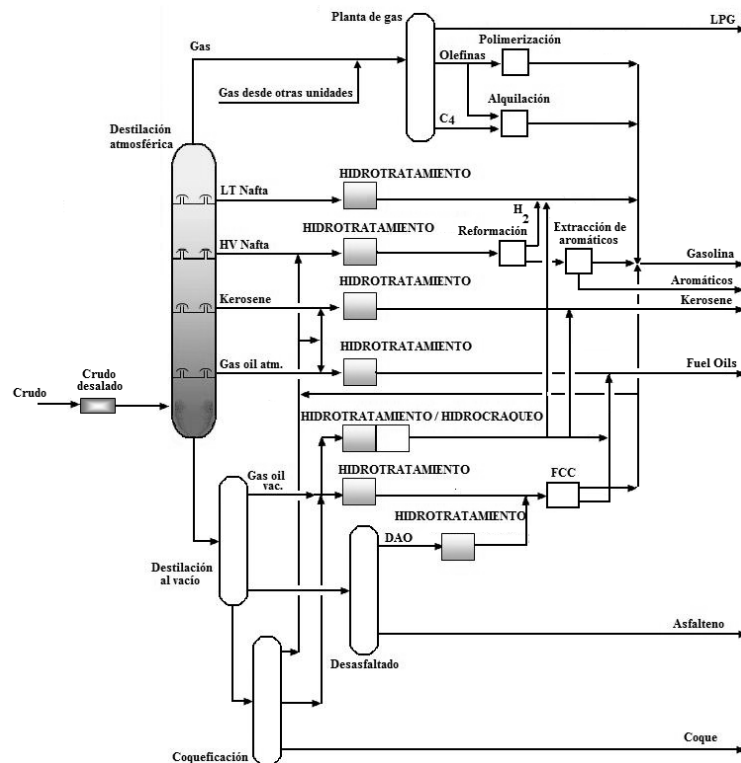 Planta de gas
LPG
Gas
Olefinas
Polimerización
Gas desde otras unidades
Alquilación
C4
Destilación
atmosférica
LT Nafta
HIDROTRATAMIENTO
H2
HV Nafta
HIDROTRATAMIENTO
Reformación
Extracción de
aromáticos
Gasolina
Aromáticos
Kerosene
HIDROTRATAMIENTO
Kerosene
Gas oil atm.
HIDROTRATAMIENTO
Fuel Oils
Crudo
Crudo
desalado
HIDROTRATAMIENTO / HIDROCRAQUEO
Gas oil
vac.
HIDROTRATAMIENTO
FCC
HIDROTRATAMIENTO
DAO
Destilación
al vacío
Asfalteno
Desasfaltado
Coque
Coqueficación